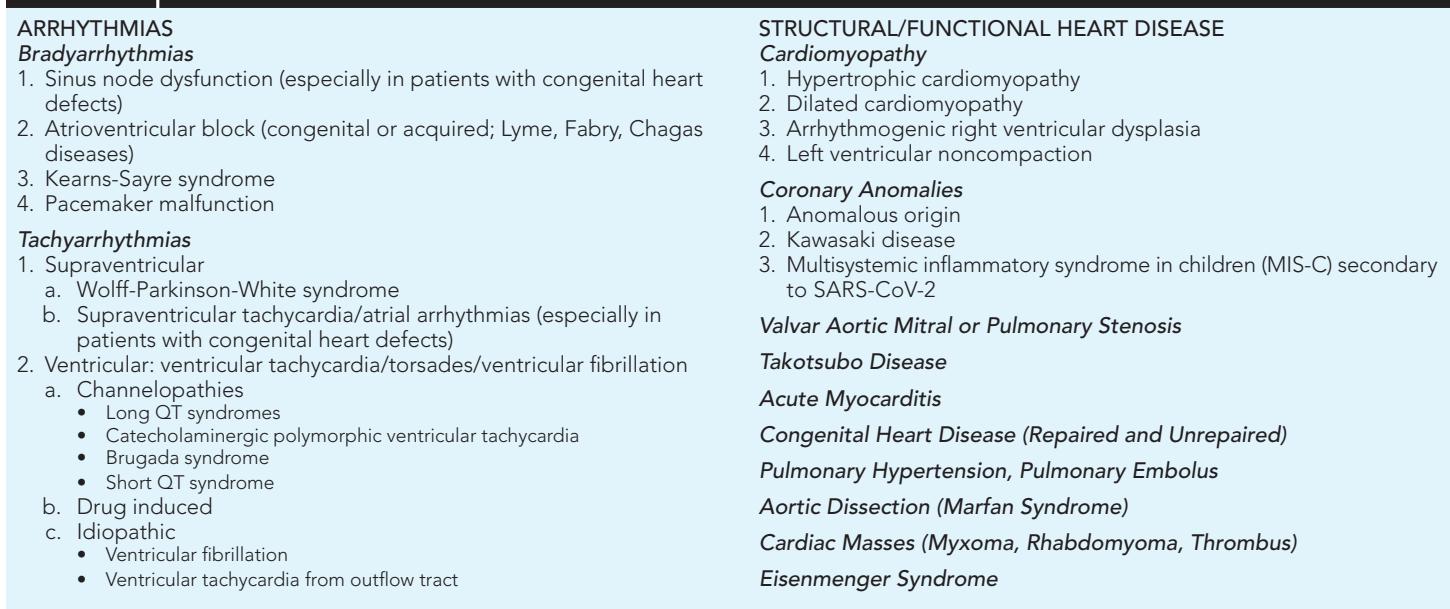 ARRHYTHMIAS
Bradyarrhythmias
1. Sinus node dysfunction (especially in patients with congenital heart
defects)
2. Atrioventricular block (congenital or acquired; Lyme, Fabry, Chagas
diseases)
3. Kearns-Sayre syndrome
4. Pacemaker malfunction
Tachyarrhythmias
1. Supraventricular
a. Wolff-Parkinson-White syndrome
b. Supraventricular tachycardia/atrial arrhythmias (especially in
patients with congenital heart defects)
2. Ventricular: ventricular tachycardia/torsades/ventricular fibrillation
a. Channelopathies
• Long QT syndromes
• Catecholaminergic polymorphic ventricular tachycardia
• Brugada syndrome
• Short QT syndrome
b. Drug induced
c. Idiopathic
• Ventricular fibrillation
• Ventricular tachycardia from outflow tract
STRUCTURAL/FUNCTIONAL HEART DISEASE
Cardiomyopathy
1. Hypertrophic cardiomyopathy
2. Dilated cardiomyopathy
3. Arrhythmogenic right ventricular dysplasia
4. Left ventricular noncompaction
Coronary Anomalies
1. Anomalous origin
2. Kawasaki disease
3. Multisystemic inflammatory syndrome in children (MIS-C) secondary
to SARS-CoV-2
Valvar Aortic Mitral or Pulmonary Stenosis
Takotsubo Disease
Acute Myocarditis
Congenital Heart Disease (Repaired and Unrepaired)
Pulmonary Hypertension, Pulmonary Embolus
Aortic Dissection (Marfan Syndrome)
Cardiac Masses (Myxoma, Rhabdomyoma, Thrombus)
Eisenmenger Syndrome